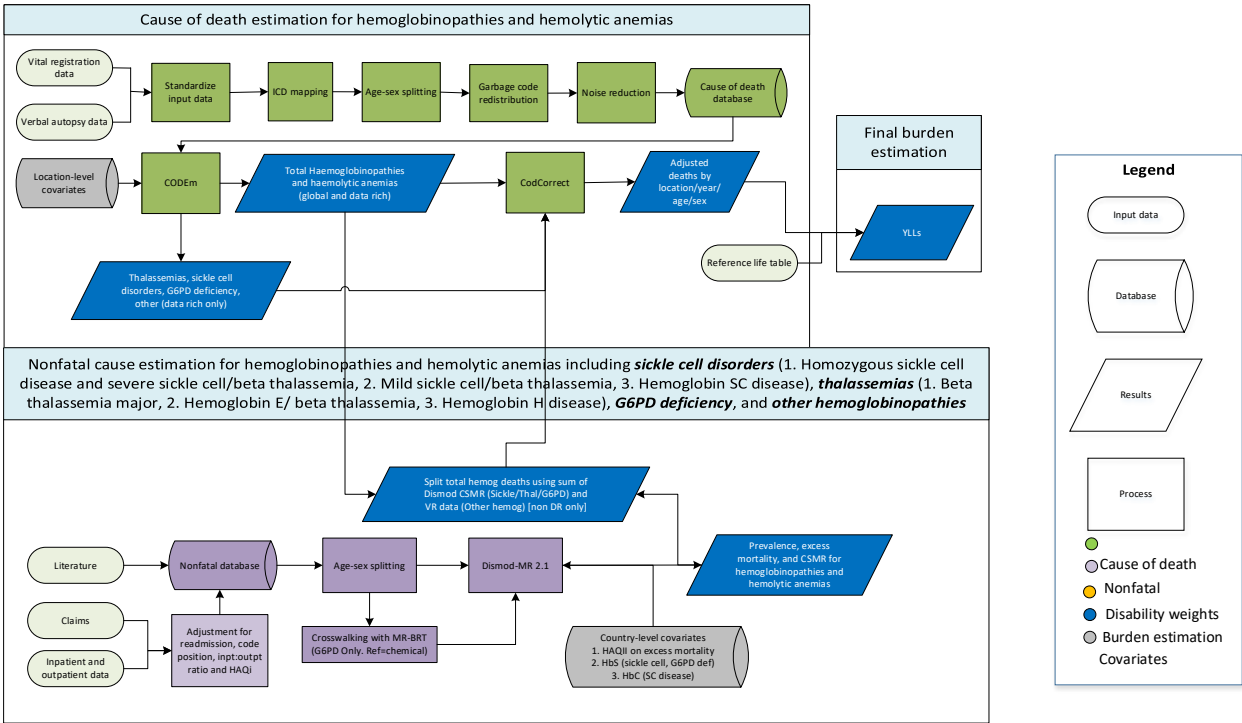 Cause of death estimation for hemoglobinopathies and hemolytic anemias
Vital registration
data
Verbal autopsy data
Standardize
input data
ICD mapping
Age-sex splitting
Garbage code
redistribution
Noise reduction
Cause of death
database
Location-level
covariates
CODEm
Total Haemoglobinopathies
and haemolytic anemias
(global and data rich)
CodCorrect
Adjusted
deaths by
location/year/
age/sex
Thalassemias, sickle cell
disorders, G6PD deficiency,
other (data rich only)
Reference life table
Final burden
estimation
YLLs
Nonfatal cause estimation for hemoglobinopathies and hemolytic anemias including sickle cell disorders (1. Homozygous sickle cell
disease and severe sickle cell/beta thalassemia, 2. Mild sickle cell/beta thalassemia, 3. Hemoglobin SC disease), thalassemias (1. Beta
thalassemia major, 2. Hemoglobin E/ beta thalassemia, 3. Hemoglobin H disease), G6PD deficiency, and other hemoglobinopathies
Split total hemog deaths using sum of
Dismod CSMR (Sickle/Thal/G6PD) and
VR data (Other hemog) [non DR only]
Literature
Nonfatal database
Age-sex splitting
Dismod-MR 2.1
Prevalence, excess
mortality, and CSMR for
hemoglobinopathies and
hemolytic anemias
Claims
Inpatient and
outpatient data
Adjustment for
readmission, code
position, inpt:outpt
ratio and HAQi
Crosswalking with MR-BRT
(G6PD Only. Ref=chemical)
Country-level covariates
1. HAQII on excess mortality
2. HbS (sickle cell, G6PD def)
3. HbC (SC disease)
Legend
Input data
Database
Results
Process
Cause of death
Nonfatal
Disability weights
Burden estimation
Covariates